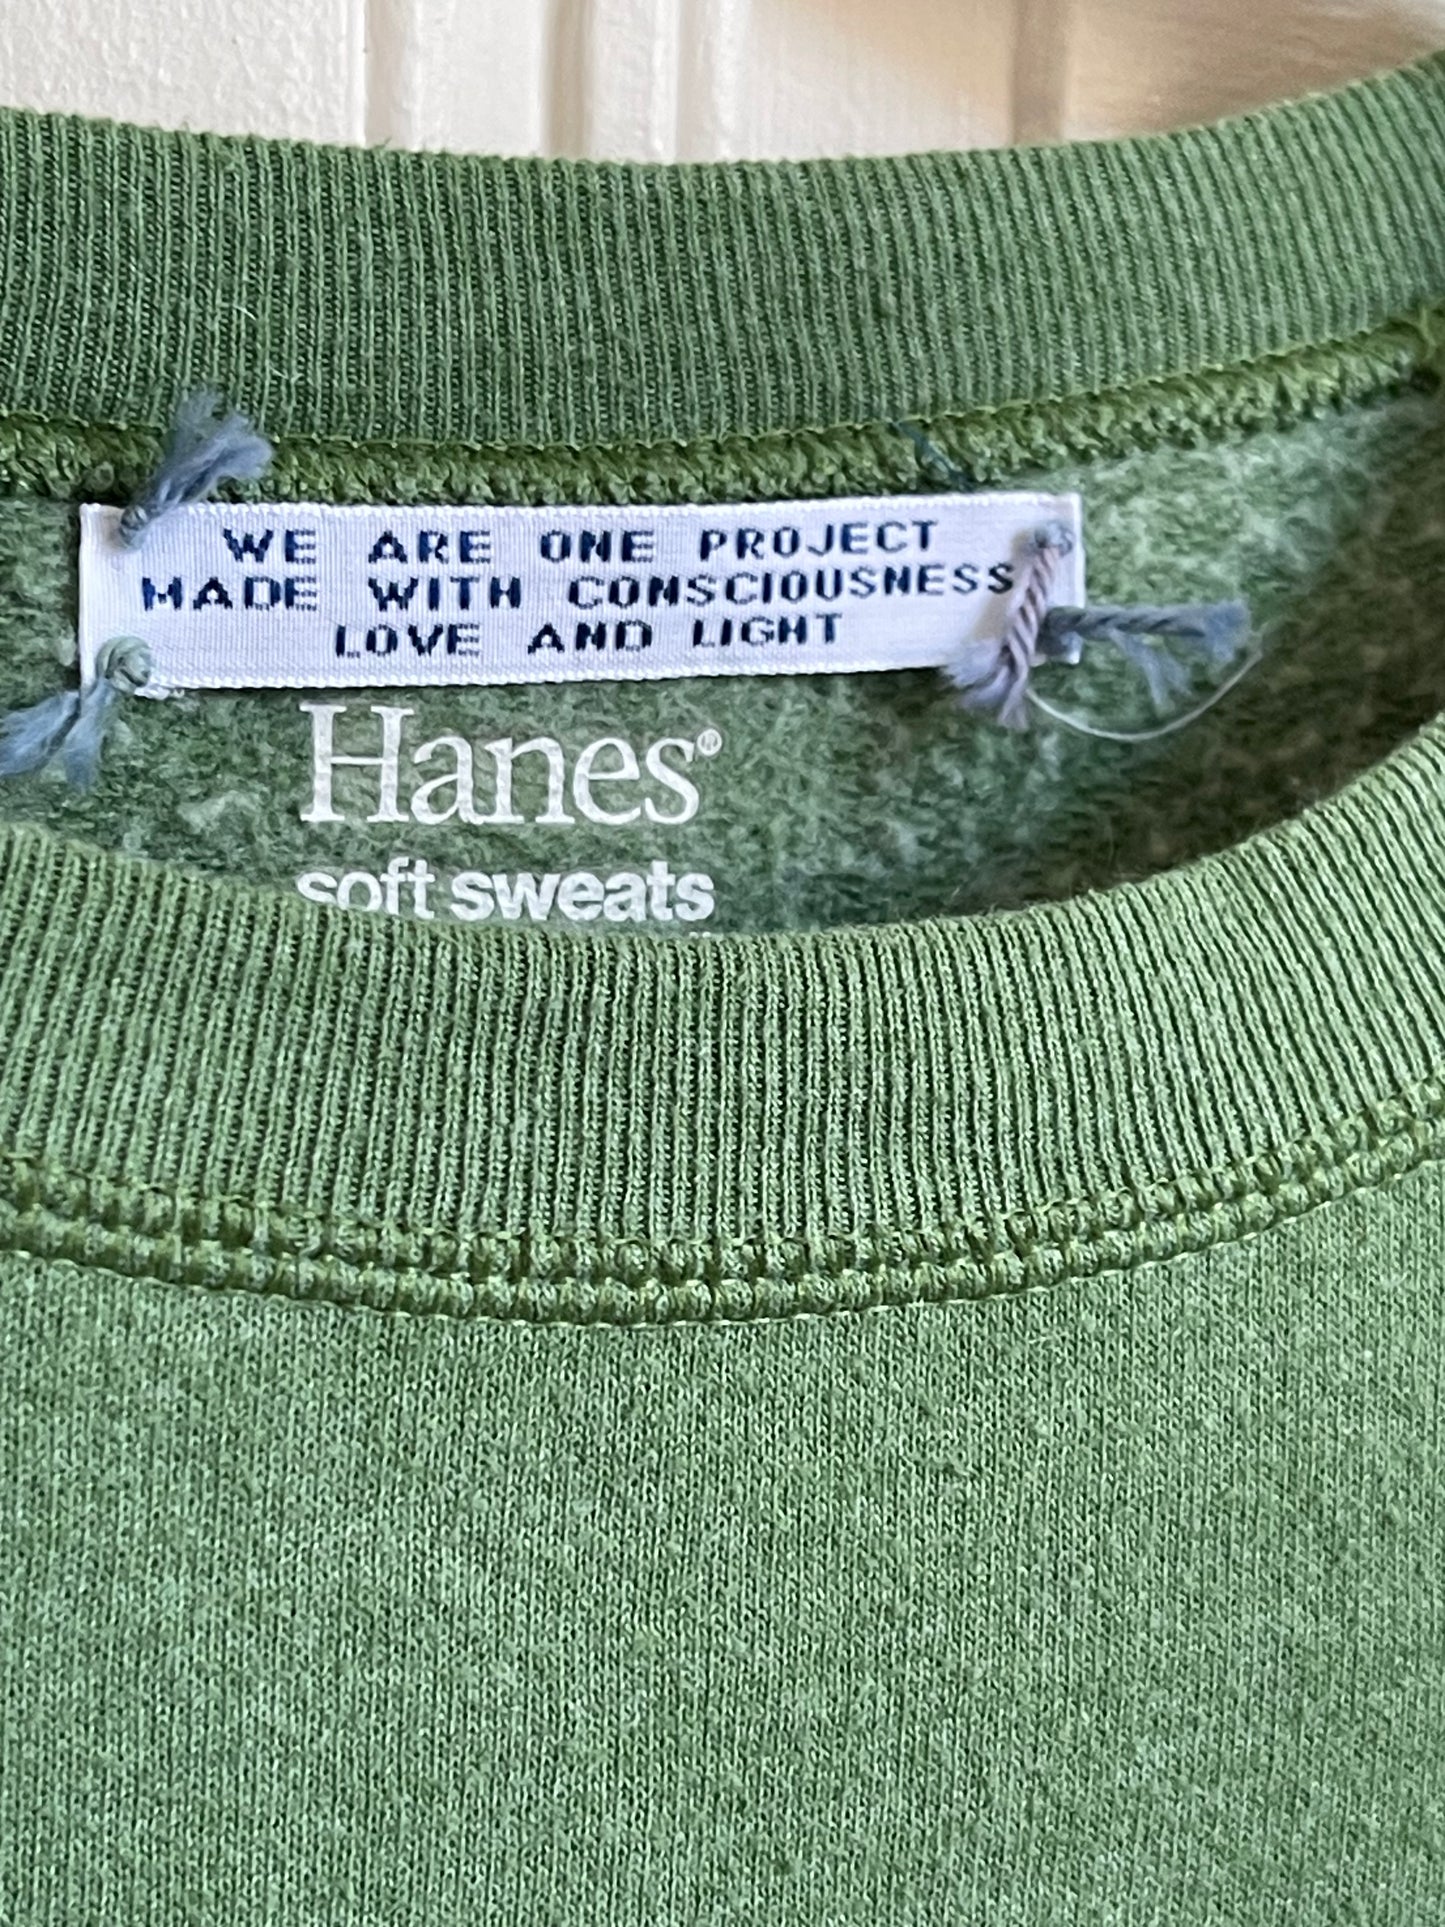 WE ARE ONE PROJECT
MADE WITH CONSCIOUSNESS
LOVE AND LIGHT
Hanes®
soft sweats